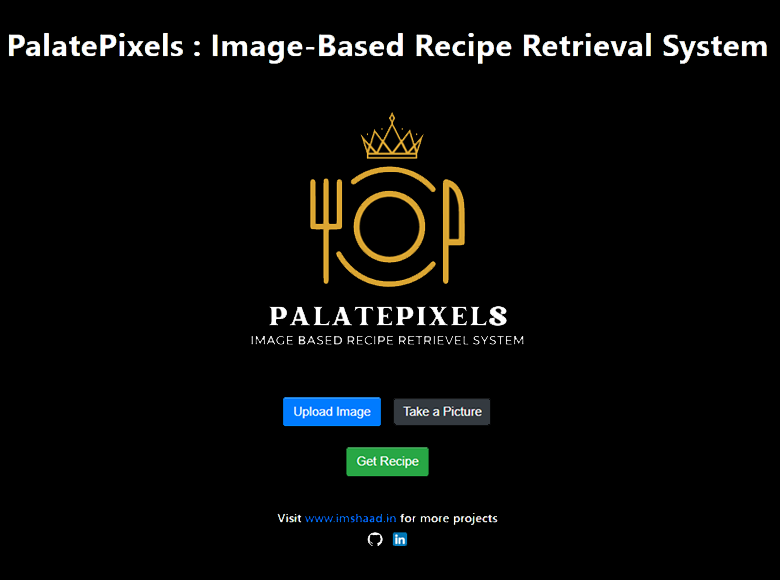 PalatePixels : Image-Based Recipe Retrieval System
PALATEPIXELS
IMAGE BASED RECIPE RETRIEVEL SYSTEM
Upload Image Take a Picture
Get Recipe
Visit www.imshaad.in for more projects
in